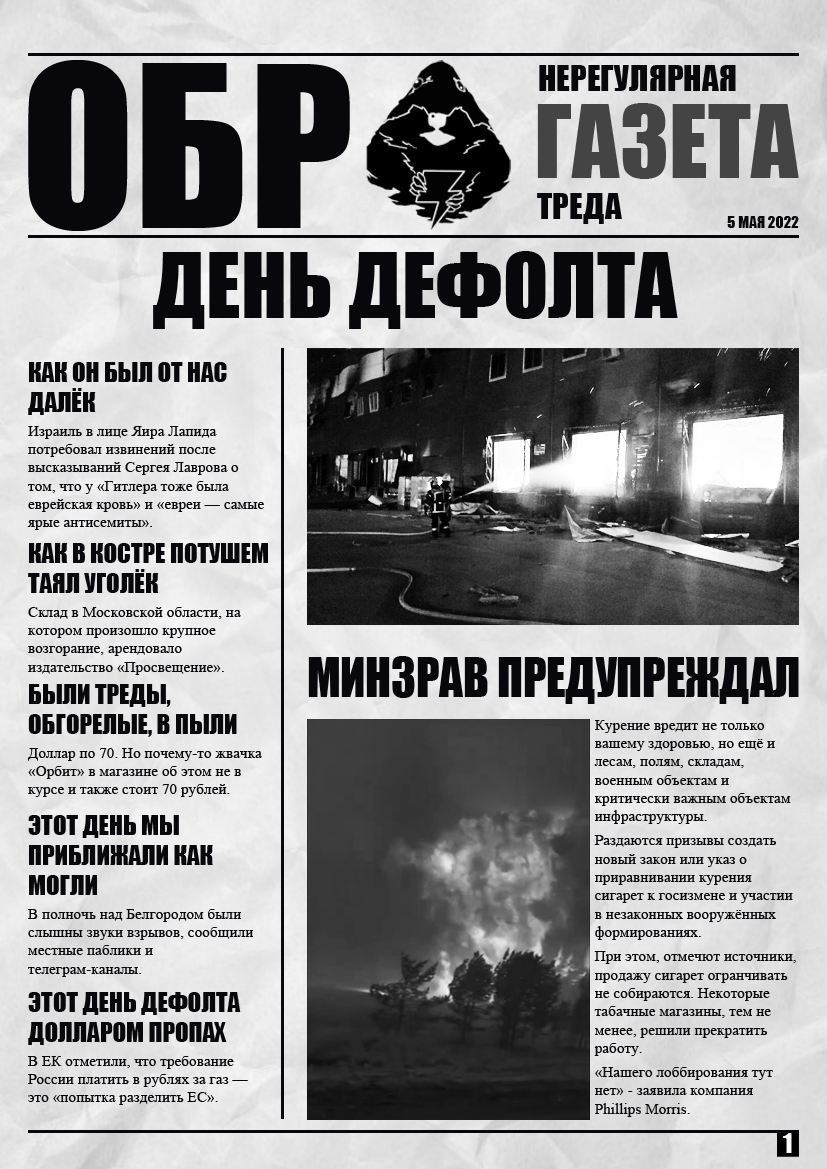 ОБР
НЕРЕГУЛЯРНАЯ
ГАЗЕТА
ТРЕДА
5 МАЯ 2022
ДЕНЬ ДЕФОЛТА
КАК ОН БЫЛ ОТ НАС
ДАЛЁК
Израиль в лице Яира Лапида
потребовал извинений после
высказываний Сергея Лаврова о
том, что у «Гитлера тоже была
еврейская кровь» и «евреи — самые
ярые антисемиты».
КАК В КОСТРЕ ПОТУШЕМ
ТАЯЛ УГОЛЁК
Склад в Московской области, на
котором произошло крупное
возгорание, арендовало
издательство «Просвещение».
БЫЛИ ТРЕДЫ,
ОБГОРЕЛЫЕ, В ПЫЛИ
Доллар по 70. Но почему-то жвачка
«Орбит» в магазине об этом не в
курсе и также стоит 70 рублей.
ЭТОТ ДЕНЬ МЫ
ПРИБЛИЖАЛИ КАК
МОГЛИ
В полночь над Белгородом были
слышны звуки взрывов, сообщили
местные паблики и
телеграм-каналы.
ЭТОТ ДЕНЬ ДЕФОЛТА
ДОЛЛАРОМ ПРОПАХ
В ЕК отметили, что требование
России платить в рублях за газ —
это «попытка разделить ЕС».
МИНЗРАВ ПРЕДУПРЕЖДАЛ
Курение вредит не только
вашему здоровью, но ещё и
лесам, полям, складам,
военным объектам и
критически важным объектам
инфраструктуры.
Раздаются призывы создать
новый закон или указ о
приравнивании курения
сигарет к госизмене и участии
в незаконных вооружённых
формированиях.
При этом, отмечют источники,
продажу сигарет огранчивать
не собираются. Некоторые
табачные магазины, тем не
менее, решили прекратить
работу.
«Нашего лоббирования тут
нет» - заявила компания
Phillips Morris.
1